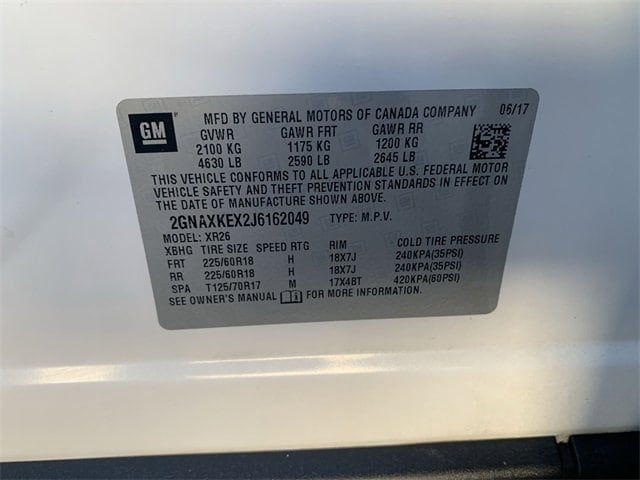 GM
MFD BY GENERAL MOTORS OF CANADA COMPANY 06/17
GVWR GAWR FRT GAWR RR
2100 KG 1175 KG 1200 KG
4630 LB 2590 LB 2645 LB
THIS VEHICLE CONFORMS TO ALL APPLICABLE U.S. FEDERAL MOTOR
VEHICLE SAFETY AND THEFT PREVENTION STANDARDS IN EFFECT ON
THE DATE OF MANUFACTURE SHOWN ABOVE.
2GNAXKEX2J6162049 TYPE: M.P.V.
MODEL: XR26
XBHG TIRE SIZE SPEED RTG RIM COLD TIRE PRESSURE
FRT 225/60R18 H 18X7J 240KPA(35PSI)
RR 225/60R18 H 18X7J 240KPA(35PSI)
SPA T125/70R17 M 17X4BT 420KPA(60PSI)
SEE OWNER'S MANUAL FOR MORE INFORMATION.